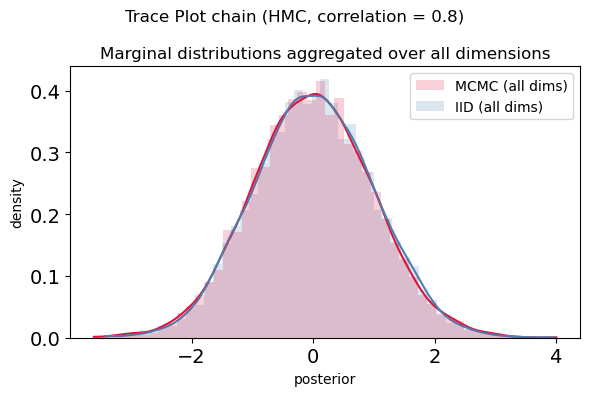 Trace Plot chain (HMC, correlation = 0.8)
Marginal distributions aggregated over all dimensions
MCMC (all dims)
IID (all dims)
density
0.4
0.3
0.2
0.1
0.0
−2 0 2 4
posterior